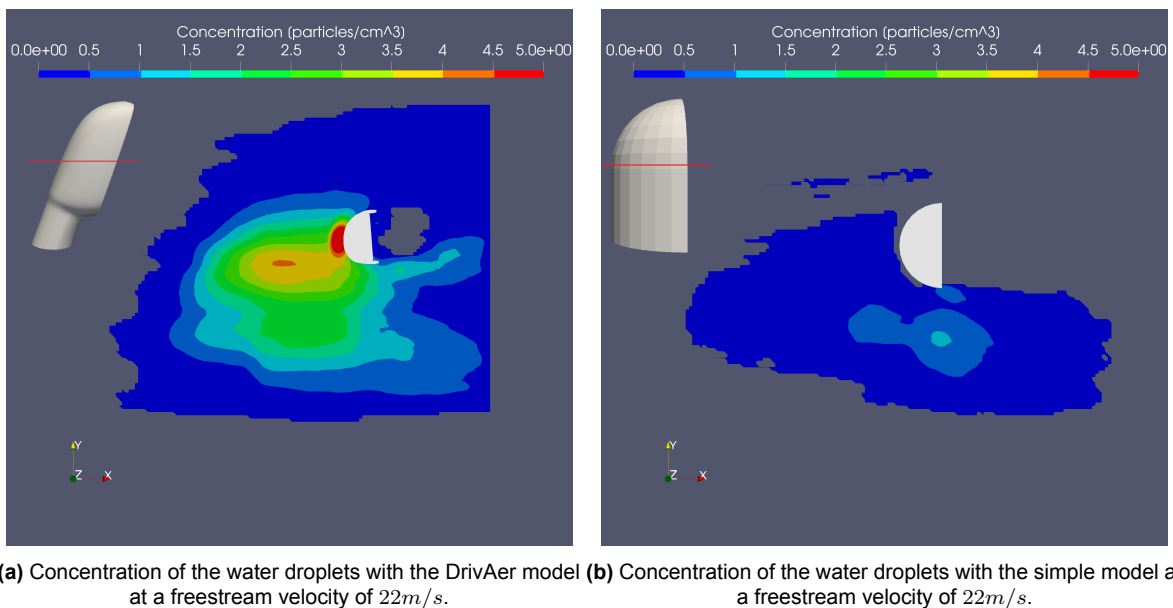 Concentration [particles/cm^3]
0.0e+00 0.5 1 1.5 2 2.5 3 3.5 4 4.5 5.0e+00
Y
Z X
Concentration [particles/cm^3]
0.0e+00 0.5 1 1.5 2 2.5 3 3.5 4 4.5 5.0e+00
Y
Z X
(a) Concentration of the water droplets with the DrivAer model
at a freestream velocity of 22m/s.
(b) Concentration of the water droplets with the simple model a
a freestream velocity of 22m/s.